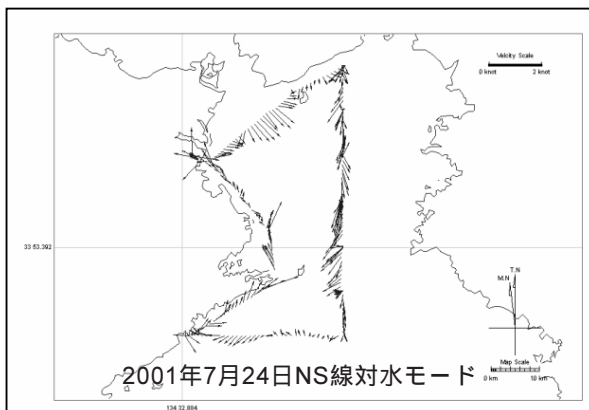 Velocity Scale
0 knot 2 knot
33 53.392
T.N
M.N
Map Scale
0 km 10 km
2001年7月24日NS線対水モード
134 32.884